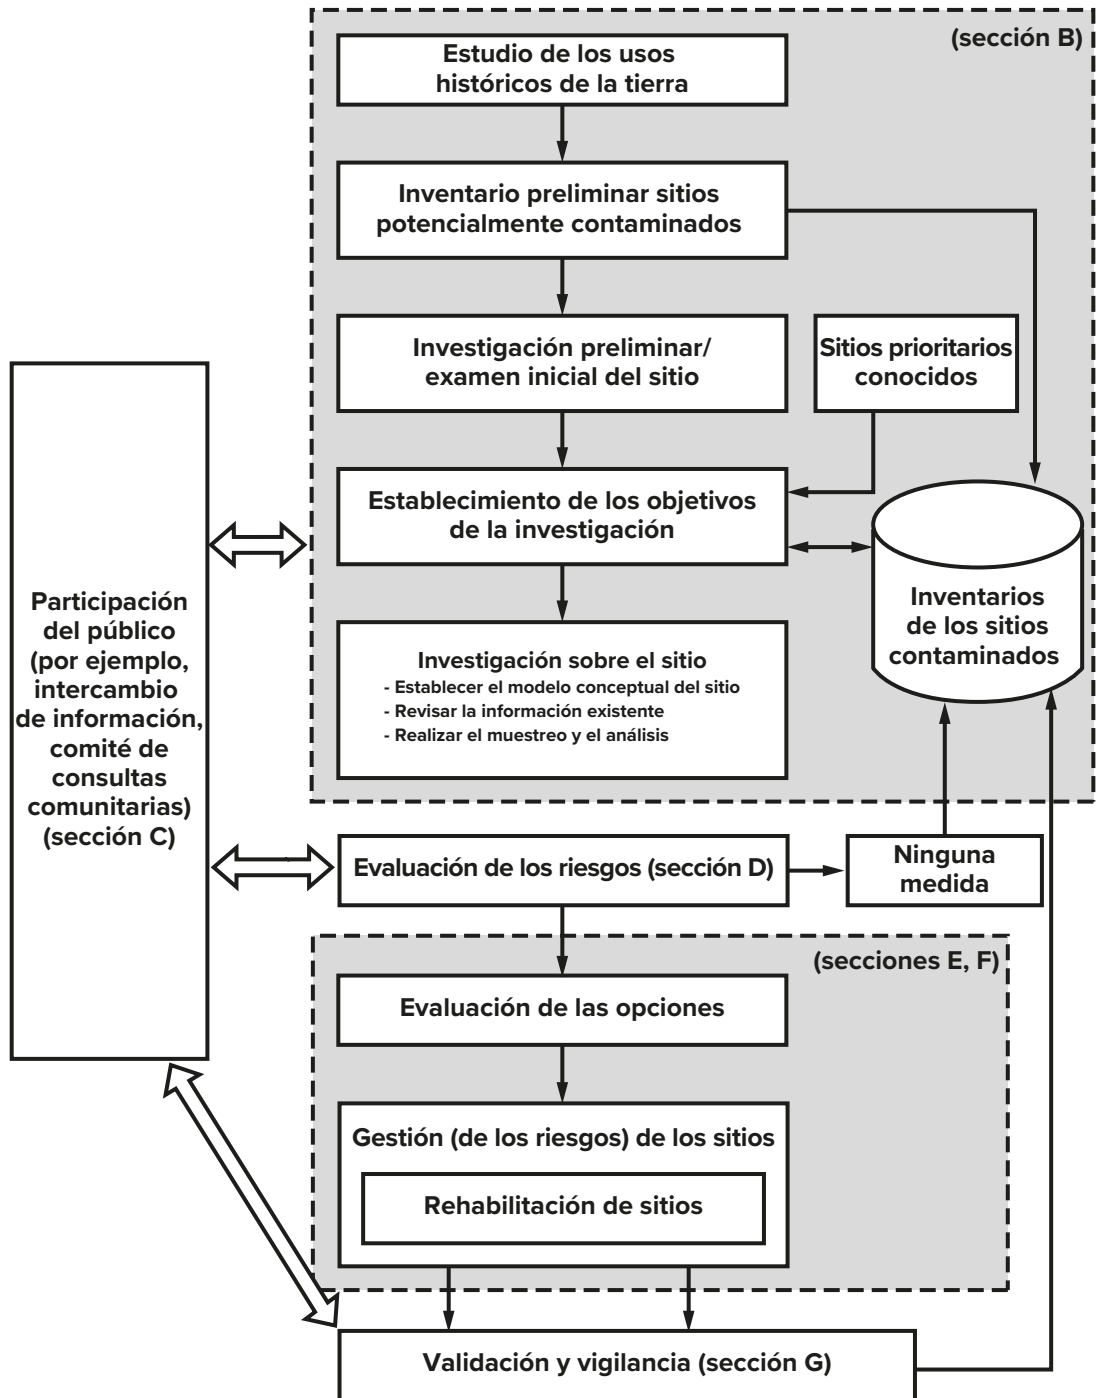 (sección B)
Estudio de los usos
históricos de la tierra
Inventario preliminar sitios
potencialmente contaminados
Investigación preliminar/
examen inicial del sitio
Sitios prioritarios
conocidos
Establecimiento de los objetivos
de la investigación
Inventarios
de los sitios
contaminados
Investigación sobre el sitio
- Establecer el modelo conceptual del sitio
- Revisar la información existente
- Realizar el muestreo y el análisis
Participación
del público
(por ejemplo,
intercambio
de información,
comité de
consultas
comunitarias)
(sección C)
Evaluación de los riesgos (sección D)
Ninguna
medida
(secciones E, F)
Evaluación de las opciones
Gestión (de los riesgos) de los sitios
Rehabilitación de sitios
Validación y vigilancia (sección G)